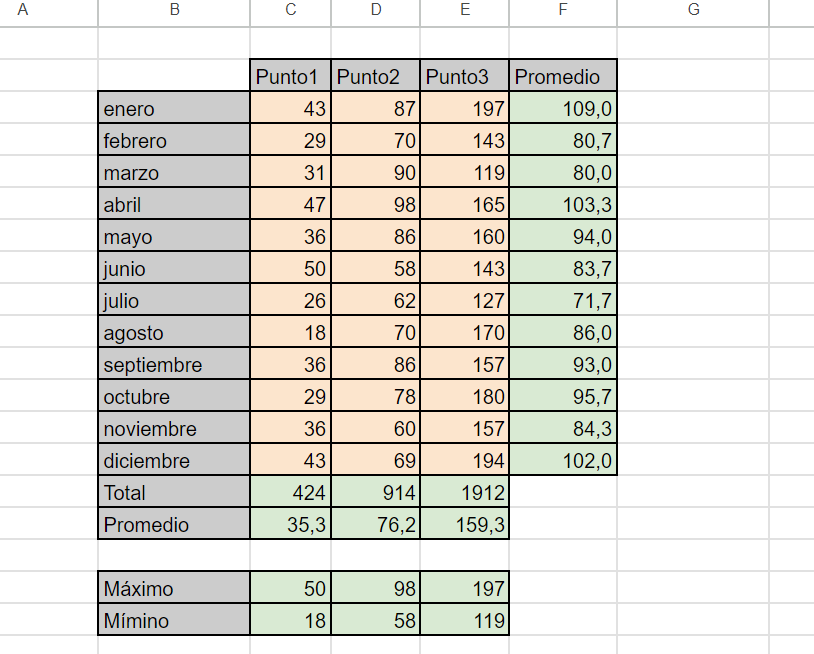 A B C D E F G
Punto1 Punto2 Punto3 Promedio
enero 43 87 197 109,0
febrero 29 70 143 80,7
marzo 31 90 119 80,0
abril 47 98 165 103,3
mayo 36 86 160 94,0
junio 50 58 143 83,7
julio 26 62 127 71,7
agosto 18 70 170 86,0
septiembre 36 86 157 93,0
octubre 29 78 180 95,7
noviembre 36 60 157 84,3
diciembre 43 69 194 102,0
Total 424 914 1912
Promedio 35,3 76,2 159,3
Máximo 50 98 197
Mímino 18 58 119